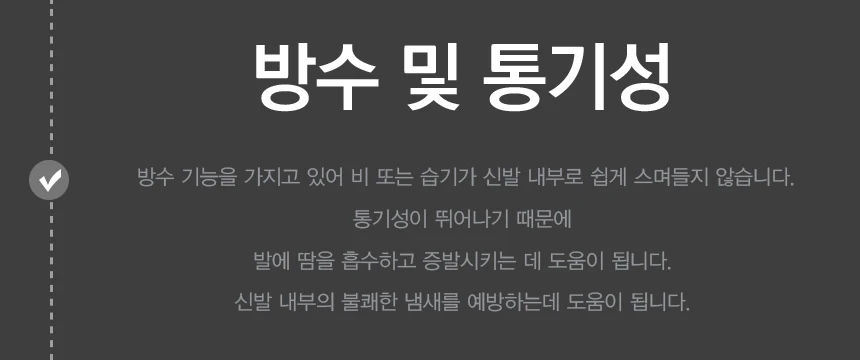 방수 및 통기성
방수 기능을 가지고 있어 비 또는 습기가 신발 내부로 쉽게 스며들지 않습니다.
통기성이 뛰어나기 때문에
발에 땀을 흡수하고 증발시키는 데 도움이 됩니다.
신발 내부의 불쾌한 냄새를 예방하는데 도움이 됩니다.